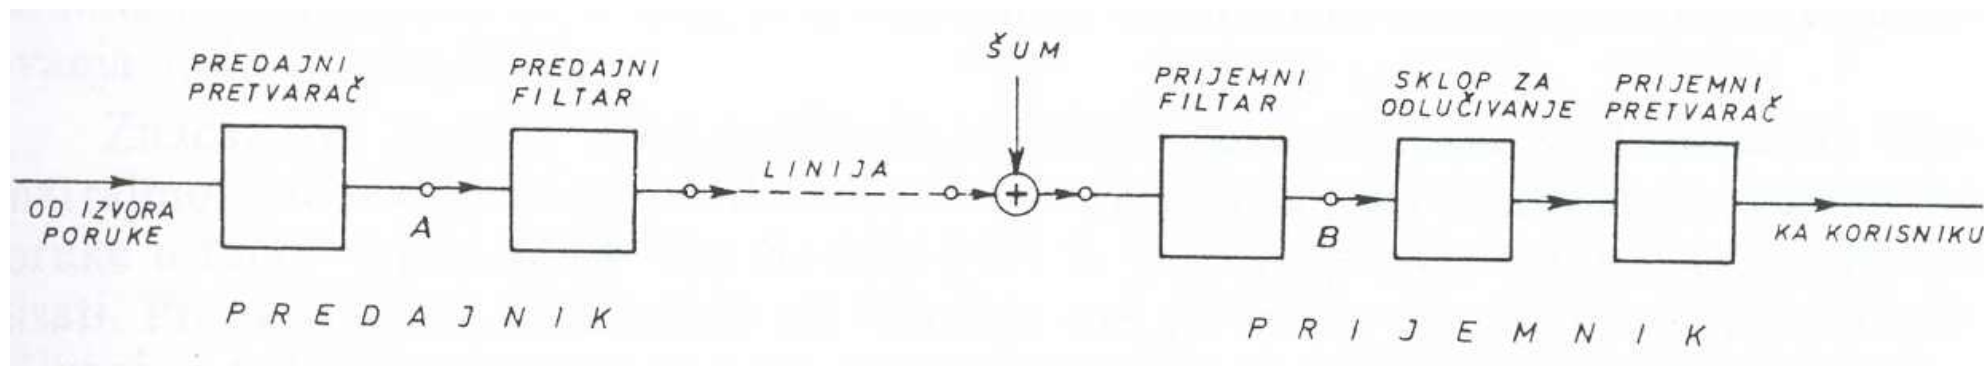 PREDAJNI
PRETVARAČ
PREDAJNI
FILTAR
ŠUM
PRIJEMNI
FILTAR
SKLOP ZA
ODLUČIVANJE
PRIJEMNI
PRETVARAČ
LINIJA
+
OD IZVORA
PORUKE
A
B
KA KORISNIKU
PREDAJNIK
PRIJEMNIK